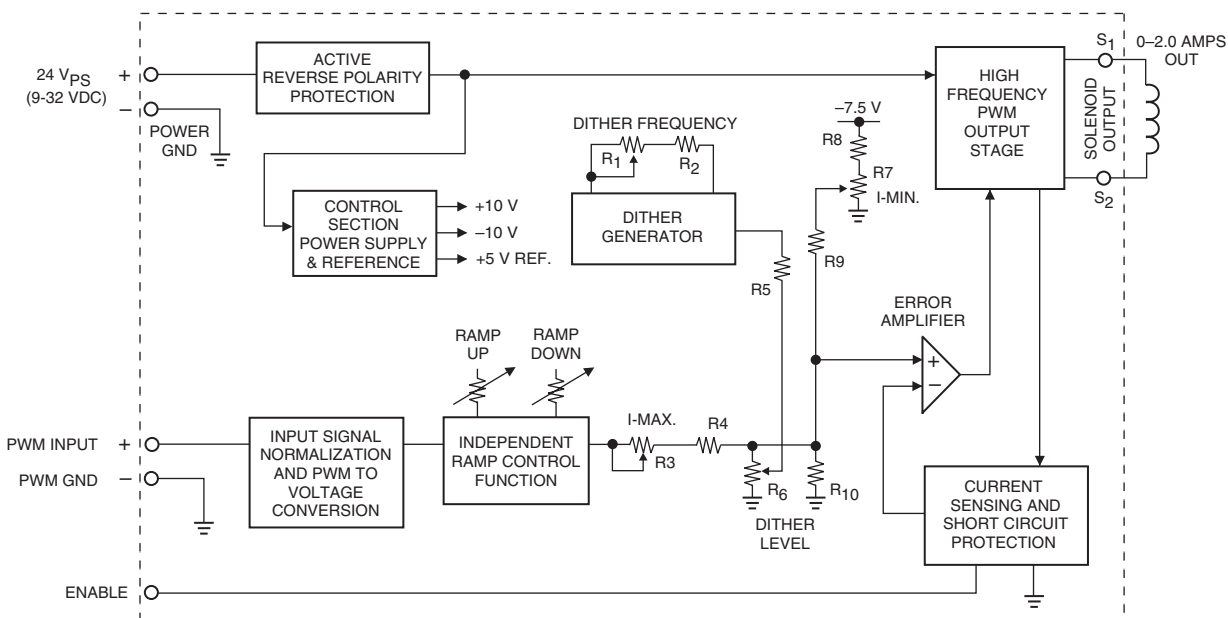 24 VPS
(9-32 VDC)
+
−
POWER
GND
ACTIVE
REVERSE POLARITY
PROTECTION
CONTROL
SECTION
POWER SUPPLY
& REFERENCE
+10 V
−10 V
+5 V REF.
DITHER FREQUENCY
R1
R2
DITHER
GENERATOR
R5
−7.5 V
R8
R7
I-MIN.
R9
HIGH
FREQUENCY
PWM
OUTPUT
STAGE
S1
SOLENOID
OUTPUT
S2
0–2.0 AMPS
OUT
ERROR
AMPLIFIER
+
−
RAMP
UP
RAMP
DOWN
PWM INPUT
+
PWM GND
−
INPUT SIGNAL
NORMALIZATION
AND PWM TO
VOLTAGE
CONVERSION
INDEPENDENT
RAMP CONTROL
FUNCTION
I-MAX.
R3
R4
R6
R10
DITHER
LEVEL
CURRENT
SENSING AND
SHORT CIRCUIT
PROTECTION
ENABLE